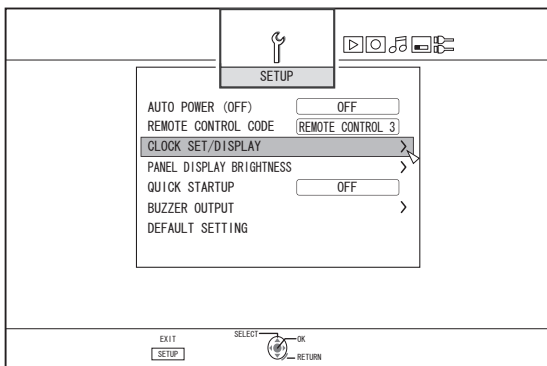 SETUP
AUTO POWER (OFF) OFF
REMOTE CONTROL CODE REMOTE CONTROL 3
CLOCK SET/DISPLAY
PANEL DISPLAY BRIGHTNESS
QUICK STARTUP OFF
BUZZER OUTPUT
DEFAULT SETTING
EXIT SELECT OK
SETUP RETURN